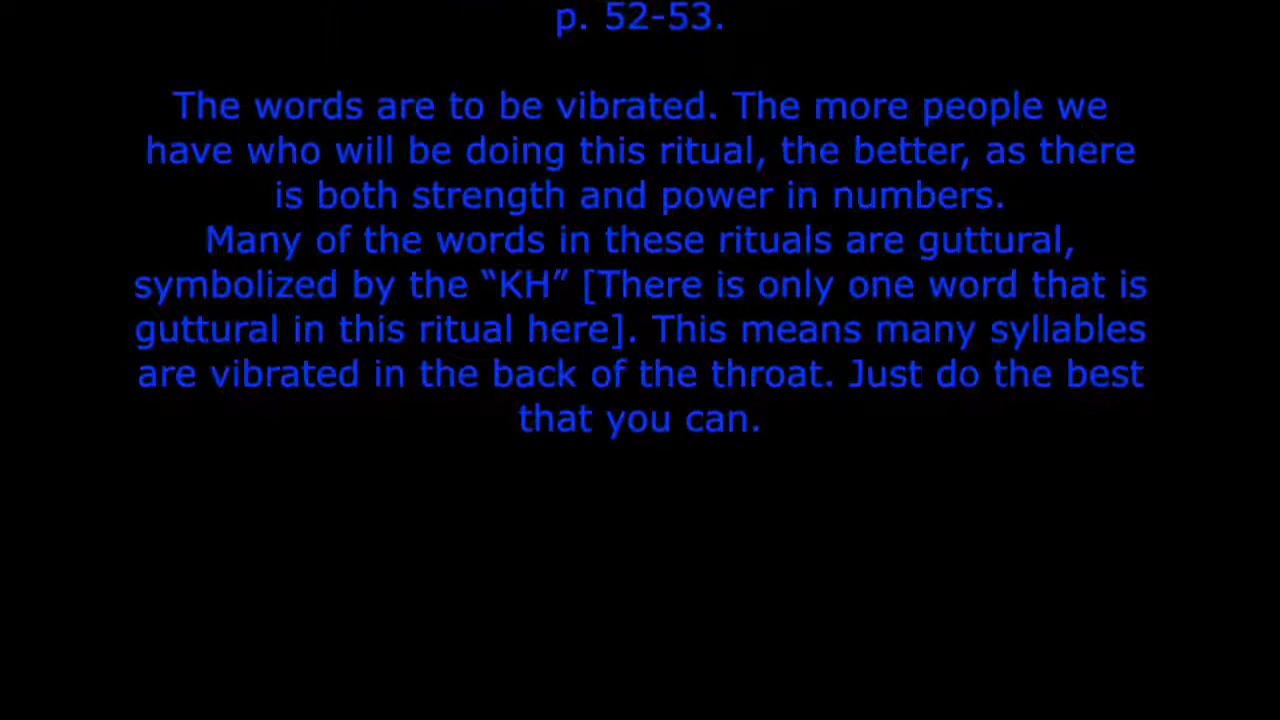 p. 52-53.
The words are to be vibrated. The more people we
have who will be doing this ritual, the better, as there
is both strength and power in numbers.
Many of the words in these rituals are guttural,
symbolized by the “KH” [There is only one word that is
guttural in this ritual here]. This means many syllables
are vibrated in the back of the throat. Just do the best
that you can.